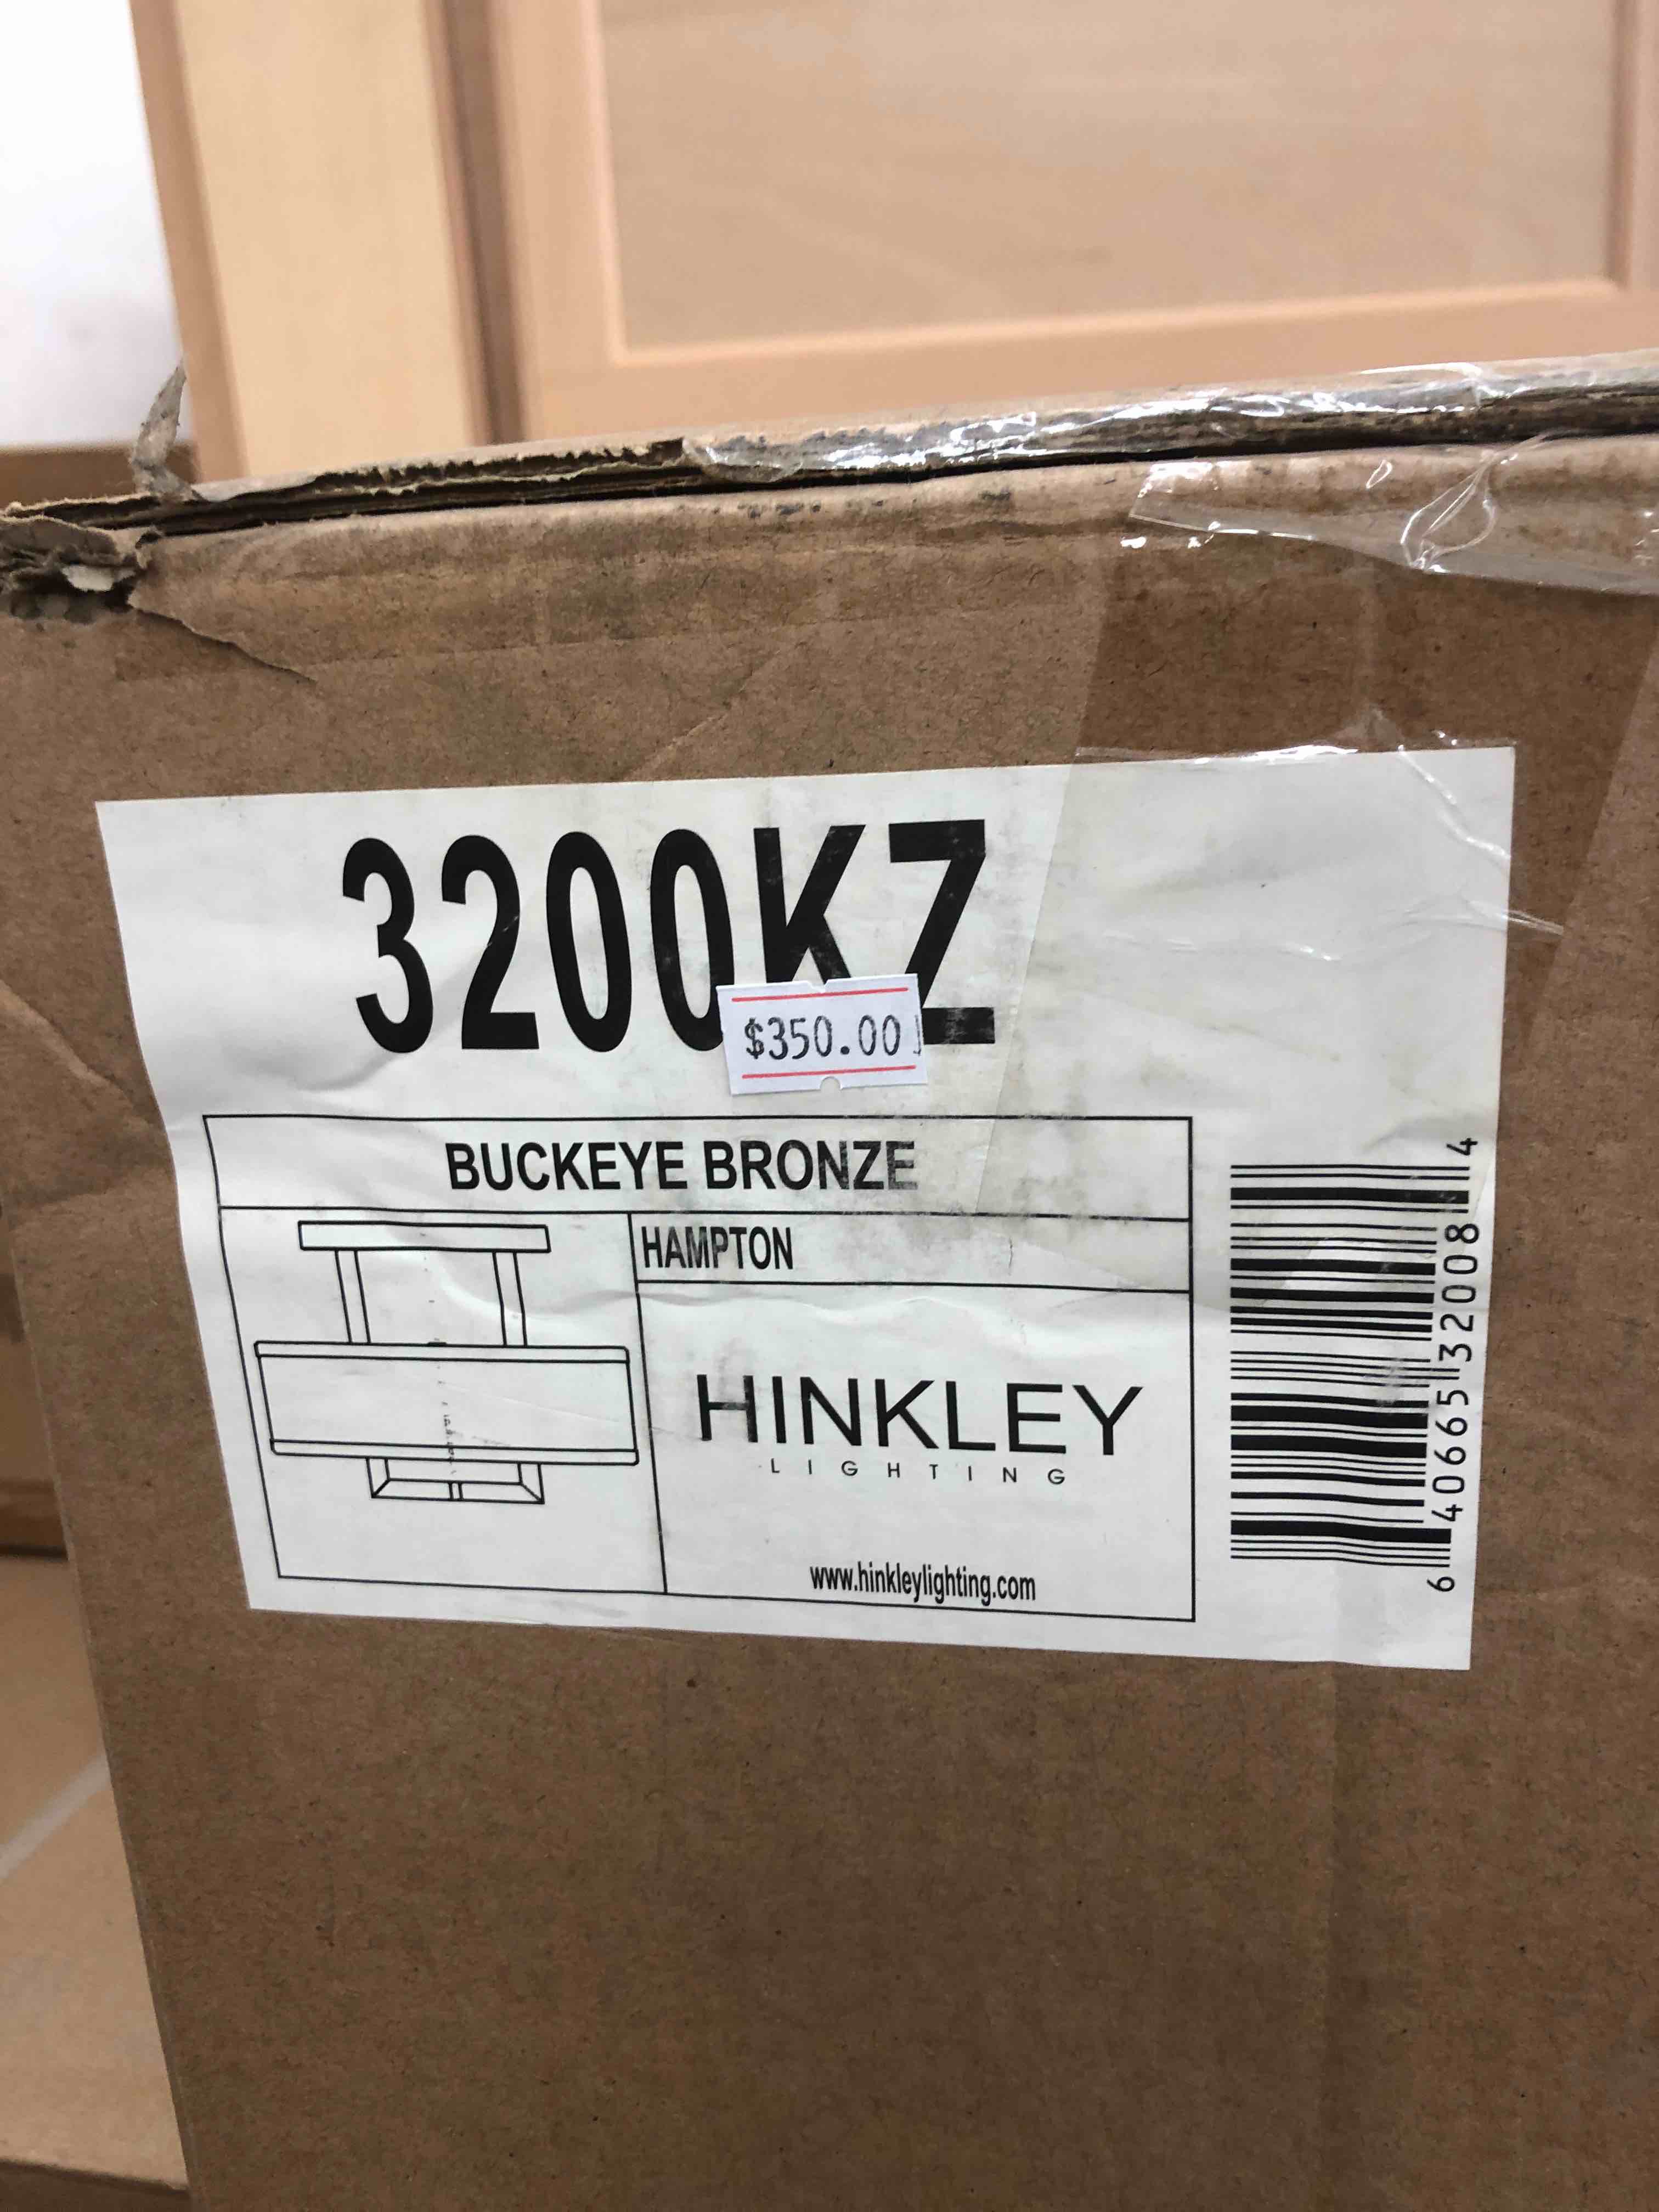 3200KZ
$350.00
BUCKEYE BRONZE
HAMPTON
HINKLEY
LIGHTING
www.hinkleylighting.com
6 40665 32008 4